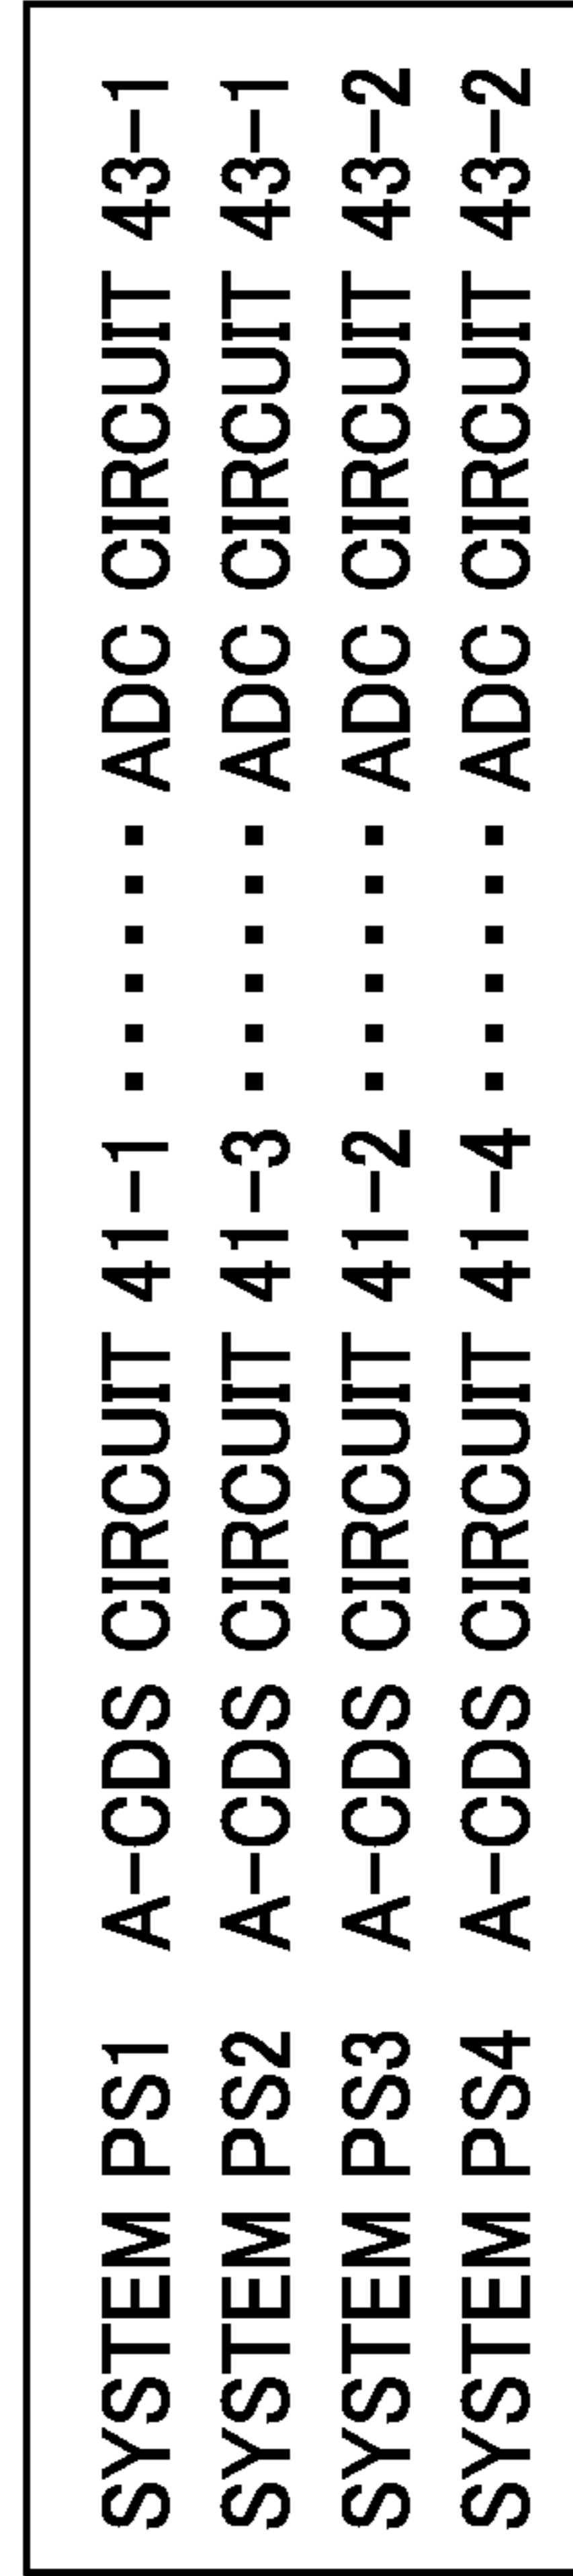 SYSTEM PS1 A-CDS CIRCUIT 41-1 ······ ADC CIRCUIT 43-1
SYSTEM PS2 A-CDS CIRCUIT 41-3 ······ ADC CIRCUIT 43-1
SYSTEM PS3 A-CDS CIRCUIT 41-2 ······ ADC CIRCUIT 43-2
SYSTEM PS4 A-CDS CIRCUIT 41-4 ······ ADC CIRCUIT 43-2